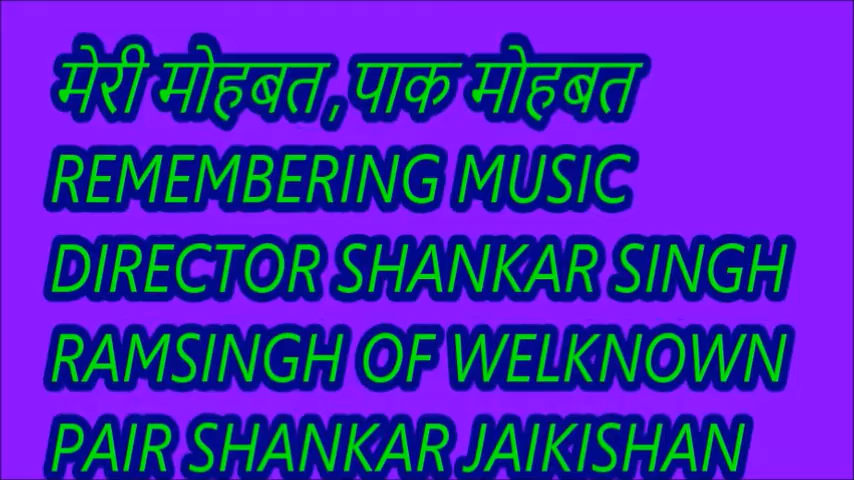 मेरी मोहबत ,पाक मोहबत
REMEMBERING MUSIC
DIRECTOR SHANKAR SINGH
RAMSINGH OF WELKNOWN
PAIR SHANKAR JAIKISHAN